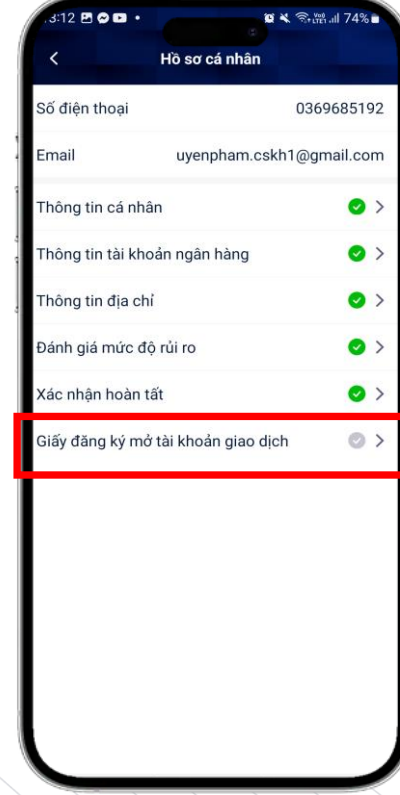 3:12 74%
Hồ sơ cá nhân
Số điện thoại 0369685192
Email uyenpham.cskh1@gmail.com
Thông tin cá nhân
Thông tin tài khoản ngân hàng
Thông tin địa chỉ
Đánh giá mức độ rủi ro
Xác nhận hoàn tất
Giấy đăng ký mở tài khoản giao dịch